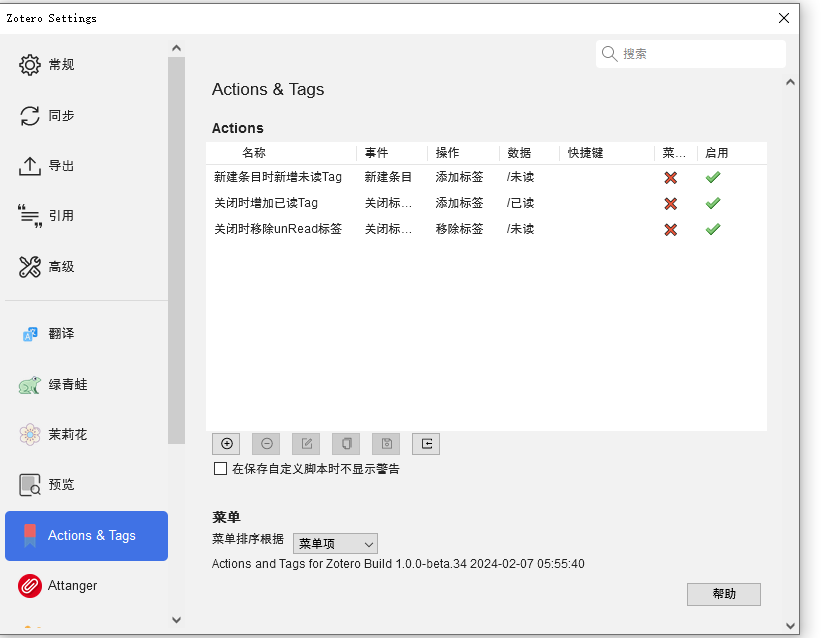 Zotero Settings
搜索
常规
同步
导出
引用
高级
翻译
绿青蛙
茉莉花
预览
Actions & Tags
Attanger
Actions & Tags
Actions
名称 事件 操作 数据 快捷键 菜… 启用
新建条目时新增未读Tag 新建条目 添加标签 /未读
关闭时增加已读Tag 关闭标… 添加标签 /已读
关闭时移除unRead标签 关闭标… 移除标签 /未读
在保存自定义脚本时不显示警告
菜单
菜单排序根据 菜单项
Actions and Tags for Zotero Build 1.0.0-beta.34 2024-02-07 05:55:40
帮助